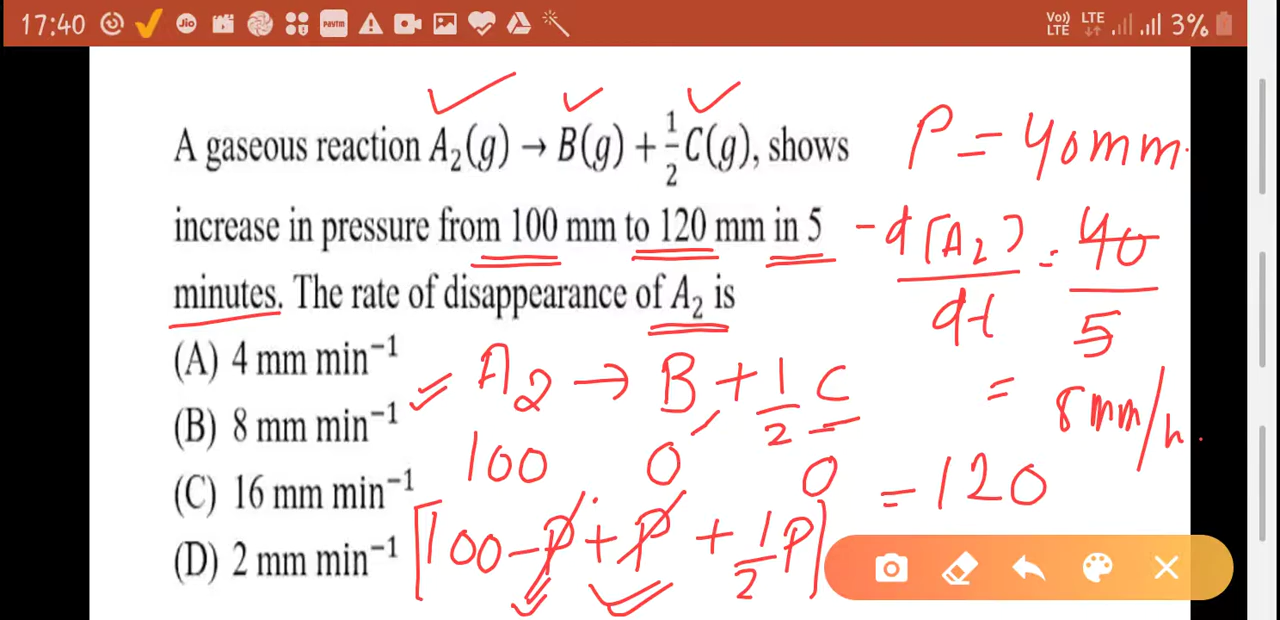 17:40 Jio paytm Vo)) LTE LTE 3%
A gaseous reaction A₂(g) → B(g) + 1/2 C(g), shows
increase in pressure from 100 mm to 120 mm in 5
minutes. The rate of disappearance of A₂ is
(A) 4 mm min⁻¹
(B) 8 mm min⁻¹
(C) 16 mm min⁻¹
(D) 2 mm min⁻¹
P = 40mm.
-d[A₂]/dt = 40/5
= 8mm/h.
A₂ → B + 1/2 C
100 0 0
[100 - p + p + 1/2 p] = 120